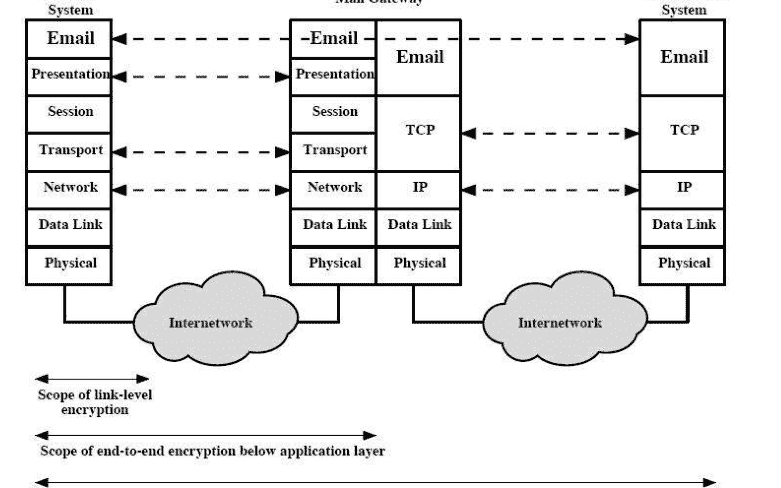 Mail Gateway
System
System
Email
-Email
Email
Email
Presentation
Presentation
Session
Session
TCP
TCP
Transport
Transport
Network
Network
IP
IP
Data Link
Data Link
Data Link
Data Link
Physical
Physical
Physical
Physical
Internetwork
Internetwork
Scope of link-level
encryption
Scope of end-to-end encryption below application layer